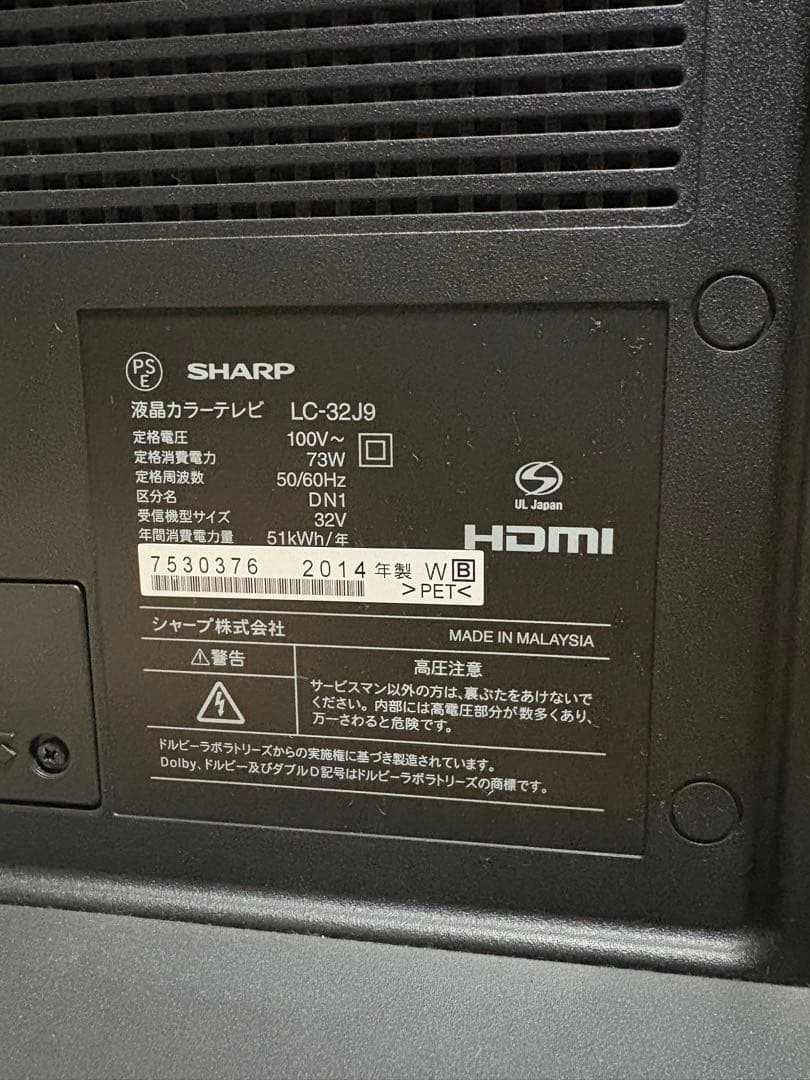 PS
E
SHARP
液晶カラーテレビ LC-32J9
定格電圧 100V～
定格消費電力 73W
定格周波数 50/60Hz
区分名 DN1
受信機型サイズ 32V
年間消費電力量 51kWh/年
UL Japan
HDMI
7530376 2014年製 W B
>PET<
シャープ株式会社 MADE IN MALAYSIA
⚠警告
高圧注意
サービスマン以外の方は、裏ぶたをあけないで
ください。内部には高電圧部分が数多くあり、
万一さわると危険です。
ドルビーラボラトリーズからの実施権に基づき製造されています。
Dolby、ドルビー及びダブルD記号はドルビーラボラトリーズの商標です。